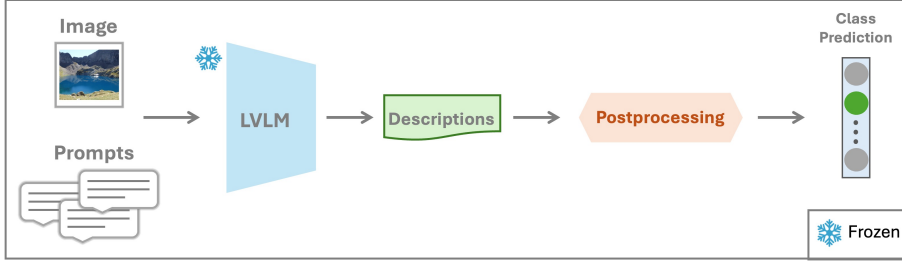 Image
Prompts
LVLM
Descriptions
Postprocessing
Class
Prediction
Frozen